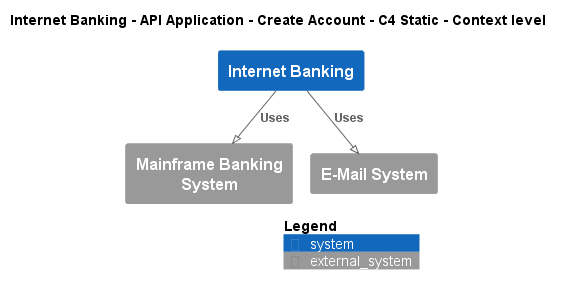 Internet Banking - API Application - Create Account - C4 Static - Context level
Internet Banking
Uses
Uses
Mainframe Banking
System
E-Mail System
Legend
system
external_system